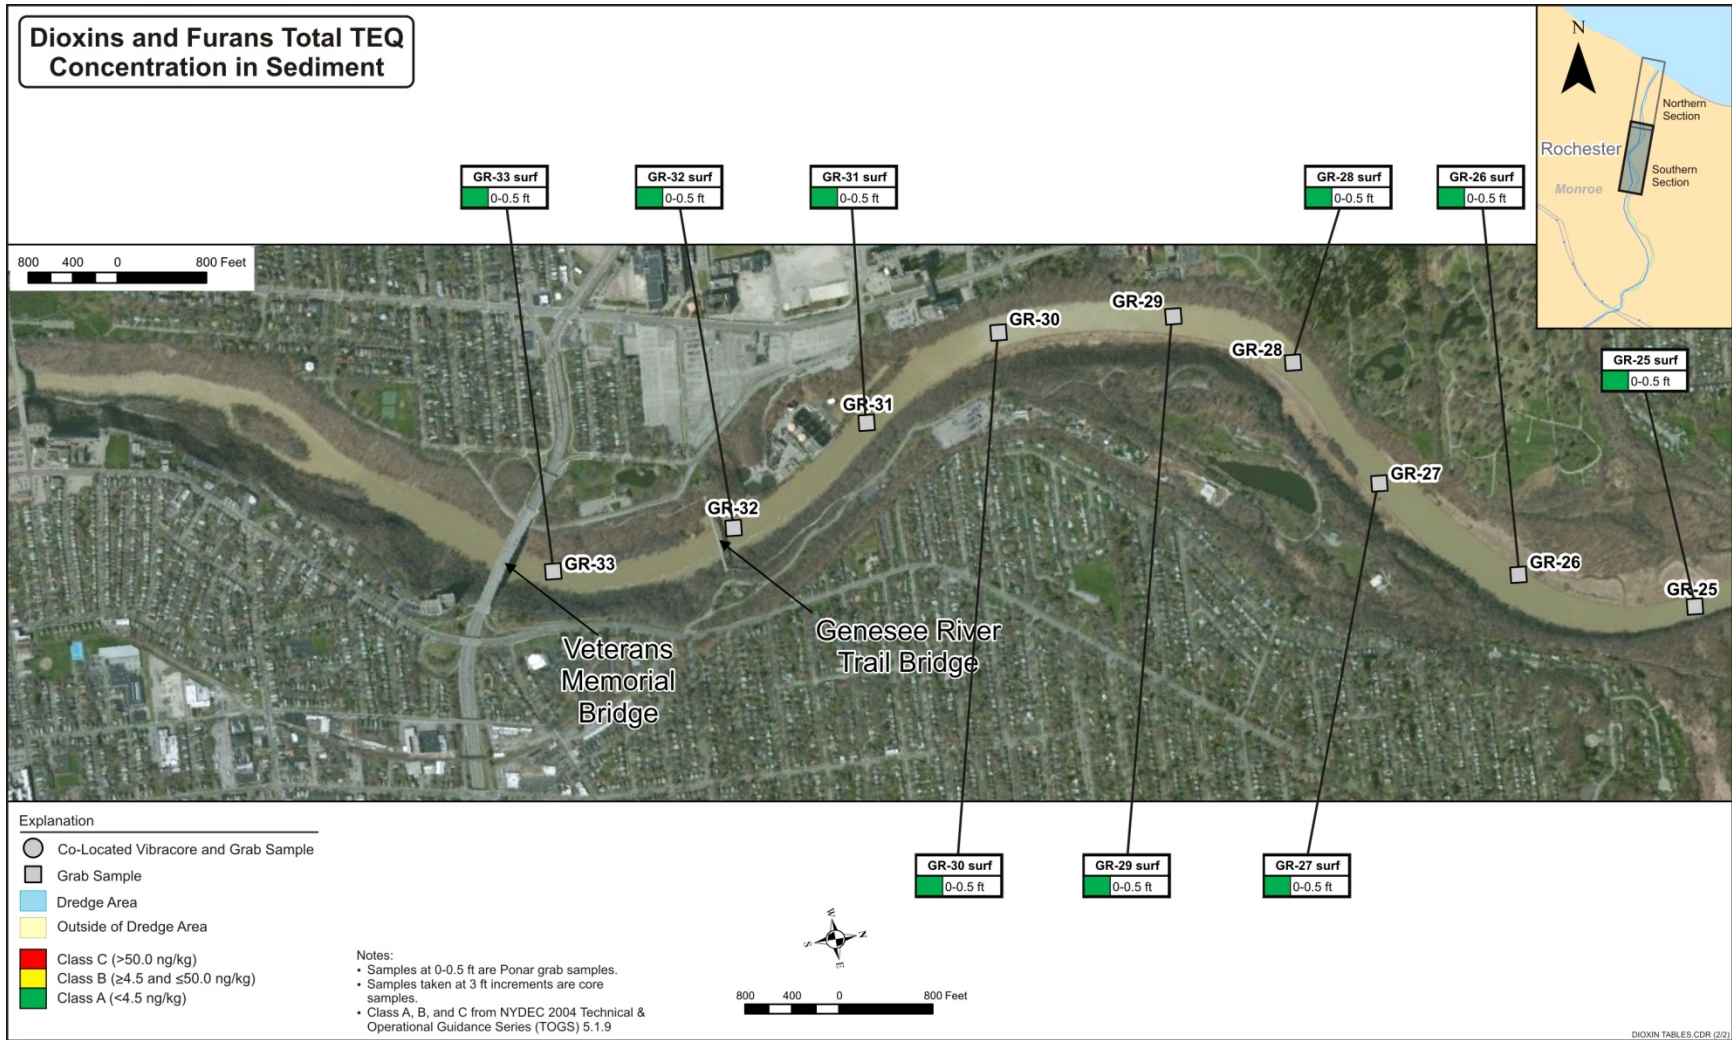 Dioxins and Furans Total TEQ
Concentration in Sediment
N
Northern
Section
Rochester
Southern
Section
Monroe
GR-33 surf
0-0.5 ft
GR-32 surf
0-0.5 ft
GR-31 surf
0-0.5 ft
GR-28 surf
0-0.5 ft
GR-26 surf
0-0.5 ft
GR-25 surf
0-0.5 ft
800 400 0 800 Feet
GR-29
GR-30
GR-28
GR-31
GR-27
GR-32
GR-33
GR-26
GR-25
Veterans
Memorial
Bridge
Genesee River
Trail Bridge
GR-30 surf
0-0.5 ft
GR-29 surf
0-0.5 ft
GR-27 surf
0-0.5 ft
Explanation
Co-Located Vibracore and Grab Sample
Grab Sample
Dredge Area
Outside of Dredge Area
Class C (>50.0 ng/kg)
Class B (≥4.5 and ≤50.0 ng/kg)
Class A (<4.5 ng/kg)
Notes:
• Samples at 0-0.5 ft are Ponar grab samples.
• Samples taken at 3 ft increments are core
samples.
• Class A, B, and C from NYDEC 2004 Technical &
Operational Guidance Series (TOGS) 5.1.9
W
N
S
E
800 400 0 800 Feet
DIOXIN TABLES.CDR (2/2)